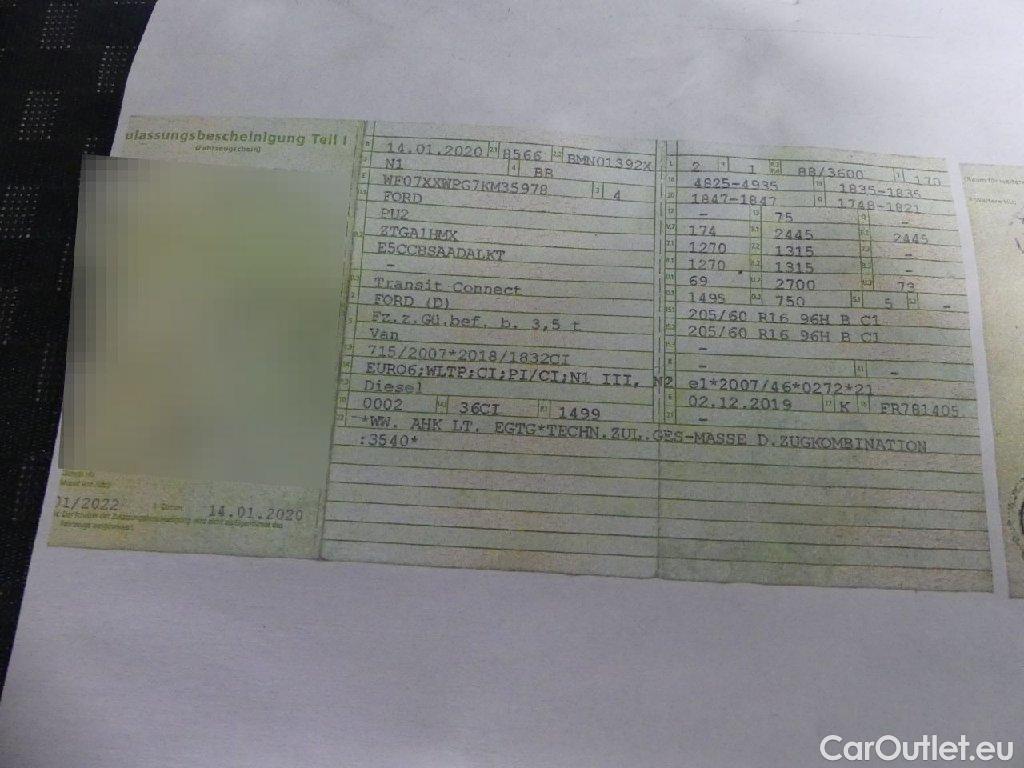 ulassungsbescheinigung Teil I
(Fahrzeugschein)
01/2022 I Datum 14.01.2020
14.01.2020 8566 BMN01392X
N1 BB
WF07XXWPG7KM35978 4
FORD
PU2
ZTGA1HMX
E5CCBSAADALKT
-
Transit Connect
FORD (D)
Fz.z.Gü.bef. b. 3,5 t
Van
715/2007*2018/1832CI
EURO6;WLTP;CI;PI/CI;N1 III, N2
Diesel
0002 36CI 1499
2 1 88/3600 170
4825-4935 1835-1835
1847-1847 1748-1821
- 75 -
174 2445 2445
1270 1315 -
1270 1315 -
69 2700 73
1495 750 5 -
205/60 R16 96H B C1
205/60 R16 96H B C1
-
-
e1*2007/46*0272*21
02.12.2019 K FR781405
-
-*WW. AHK LT. EGTG*TECHN.ZUL.GES-MASSE D.ZUGKOMBINATION
:3540*
CarOutlet.eu